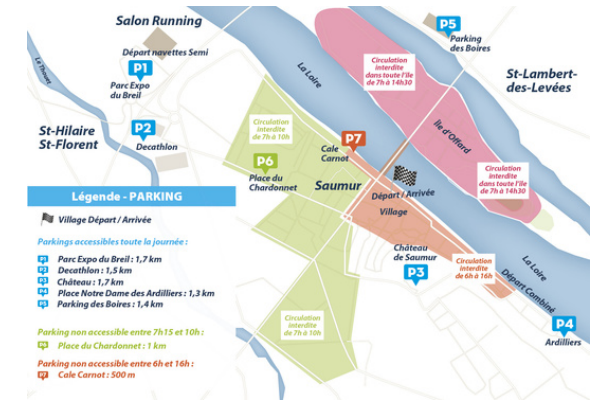 Salon Running
Départ navettes Semi
P1
Parc Expo
du Breil
Le Thouet
St-Hilaire
St-Florent
P2
Decathlon
La Loire
Circulation
interdite
dans toute l'île
de 7h à 14h30
P5
Parking
des Boires
St-Lambert-
des-Levées
Île d'Offard
Circulation
interdite
dans toute l'île
de 7h à 14h30
Circulation
interdite
de 7h à 10h
P6
Place du
Chardonnet
Cale
Carnot
P7
Saumur
Départ / Arrivée
Village
Château
de Saumur
P3
Circulation
interdite
de 6h à 16h
La Loire
Départ Combiné
P4
Ardilliers
Circulation
interdite
de 7h à 10h
Légende - PARKING
Village Départ / Arrivée
Parkings accessibles toute la journée :
P1 Parc Expo du Breil : 1,7 km
P2 Decathlon : 1,5 km
P3 Château : 1,7 km
P4 Place Notre Dame des Ardilliers : 1,3 km
P5 Parking des Boires : 1,4 km
Parking non accessible entre 7h15 et 10h :
P6 Place du Chardonnet : 1 km
Parking non accessible entre 6h et 16h :
P7 Cale Carnot : 500 m